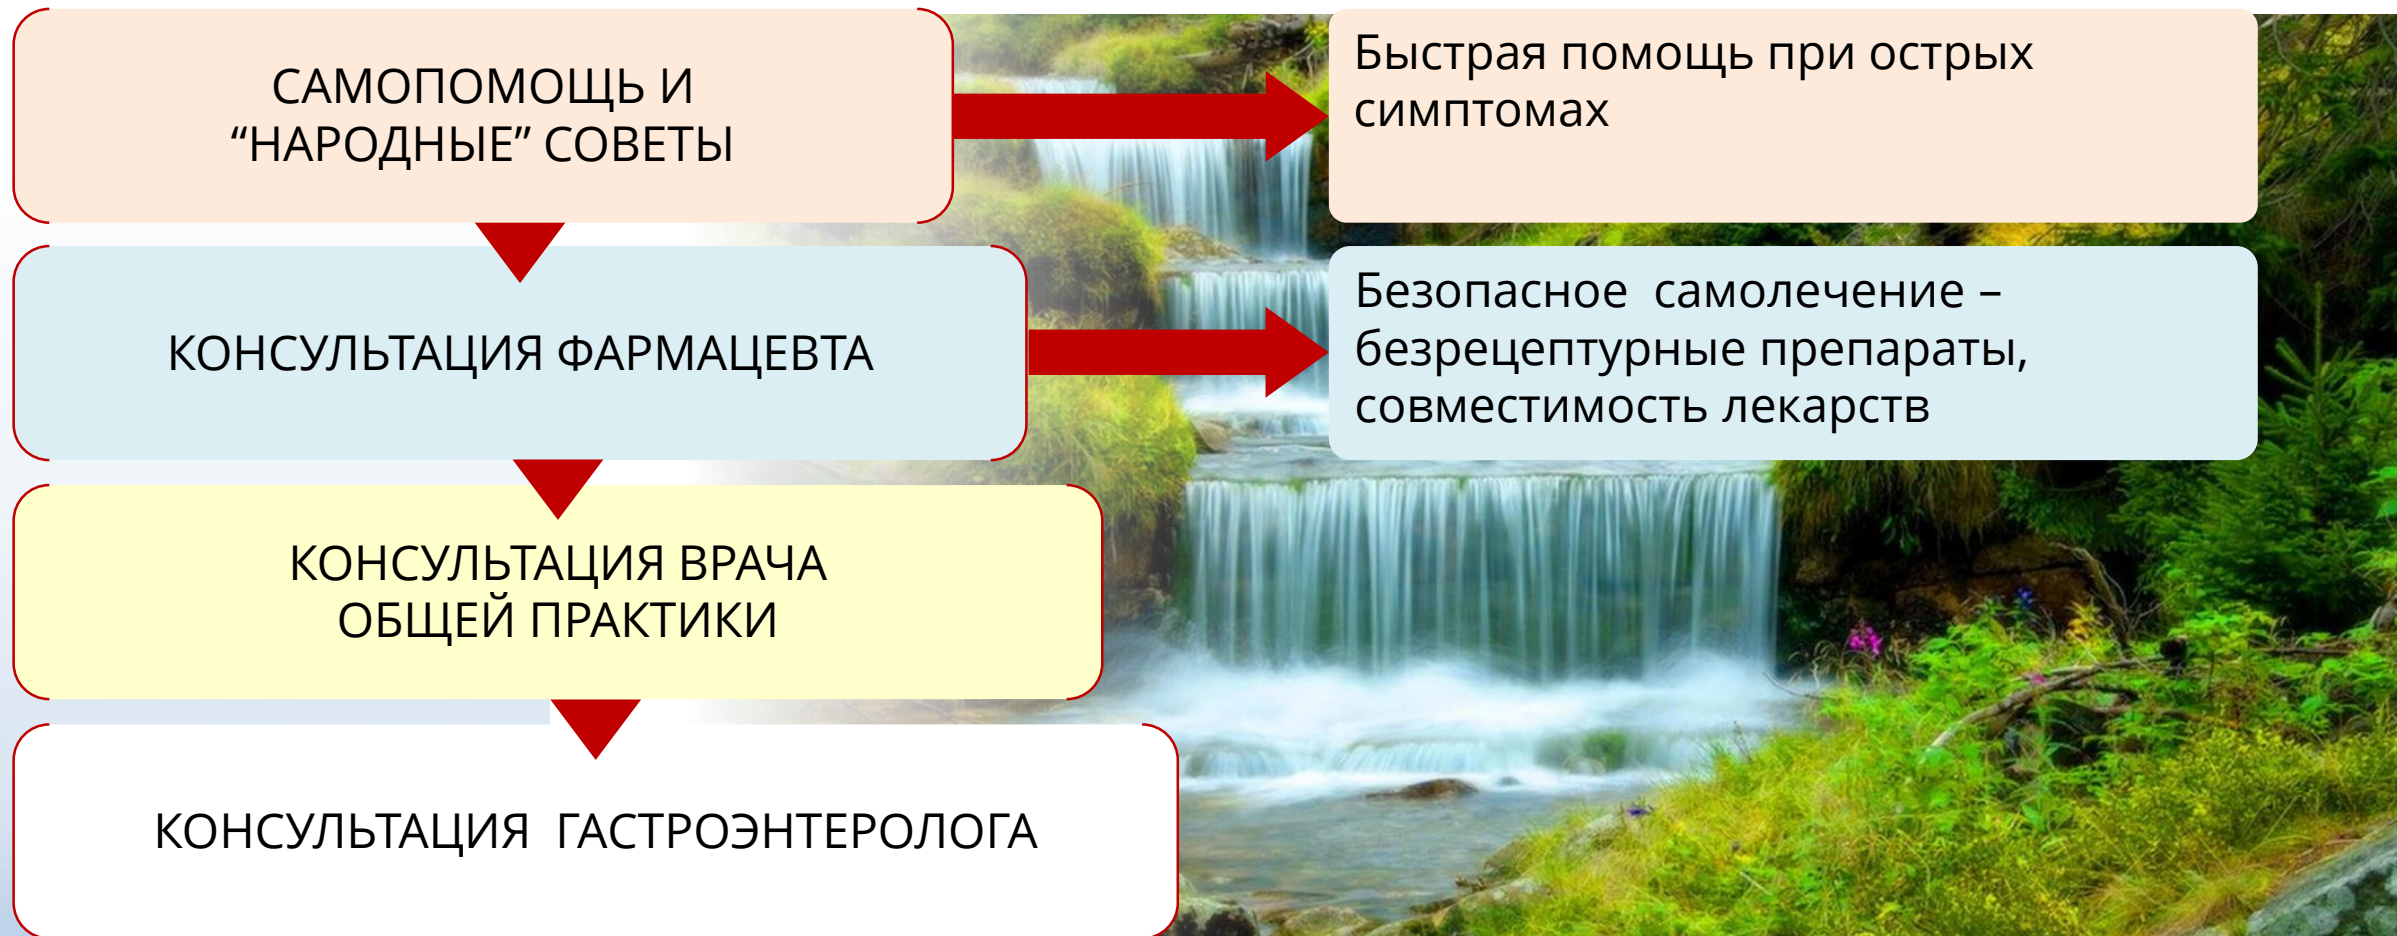 САМОПОМОЩЬ И
“НАРОДНЫЕ” СОВЕТЫ
Быстрая помощь при острых
симптомах
КОНСУЛЬТАЦИЯ ФАРМАЦЕВТА
Безопасное  самолечение –
безрецептурные препараты,
совместимость лекарств
КОНСУЛЬТАЦИЯ ВРАЧА
ОБЩЕЙ ПРАКТИКИ
КОНСУЛЬТАЦИЯ  ГАСТРОЭНТЕРОЛОГА